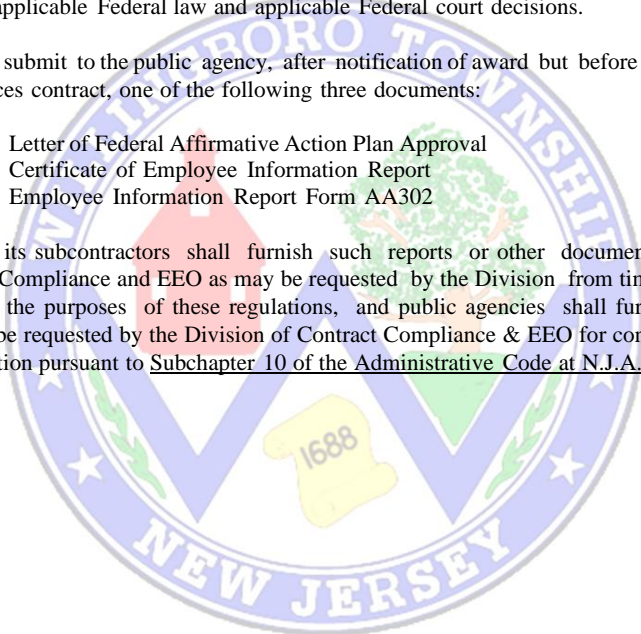 applicable Federal law and applicable Federal court decisions.
submit to the public agency, after notification of award but before
ces contract, one of the following three documents:
Letter of Federal Affirmative Action Plan Approval
Certificate of Employee Information Report
Employee Information Report Form AA302
its subcontractors shall furnish such reports or other documen
Compliance and EEO as may be requested by the Division from tim
the purposes of these regulations, and public agencies shall fur
be requested by the Division of Contract Compliance & EEO for con
tion pursuant to Subchapter 10 of the Administrative Code at N.J.A.
WILLINGBORO TOWNSHIP
1688
NEW JERSEY